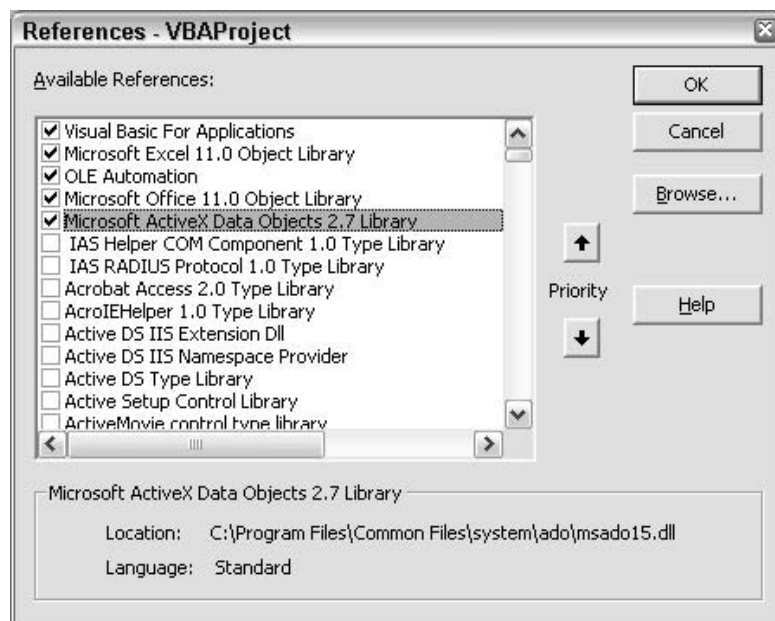 References - VBAProject
Available References:
Visual Basic For Applications
Microsoft Excel 11.0 Object Library
OLE Automation
Microsoft Office 11.0 Object Library
Microsoft ActiveX Data Objects 2.7 Library
IAS Helper COM Component 1.0 Type Library
IAS RADIUS Protocol 1.0 Type Library
Acrobat Access 2.0 Type Library
AcroIEHelper 1.0 Type Library
Active DS IIS Extension Dll
Active DS IIS Namespace Provider
Active DS Type Library
Active Setup Control Library
ActiveMovie control type library
Priority
OK
Cancel
Browse...
Help
Microsoft ActiveX Data Objects 2.7 Library
Location: C:\Program Files\Common Files\system\ado\msado15.dll
Language: Standard